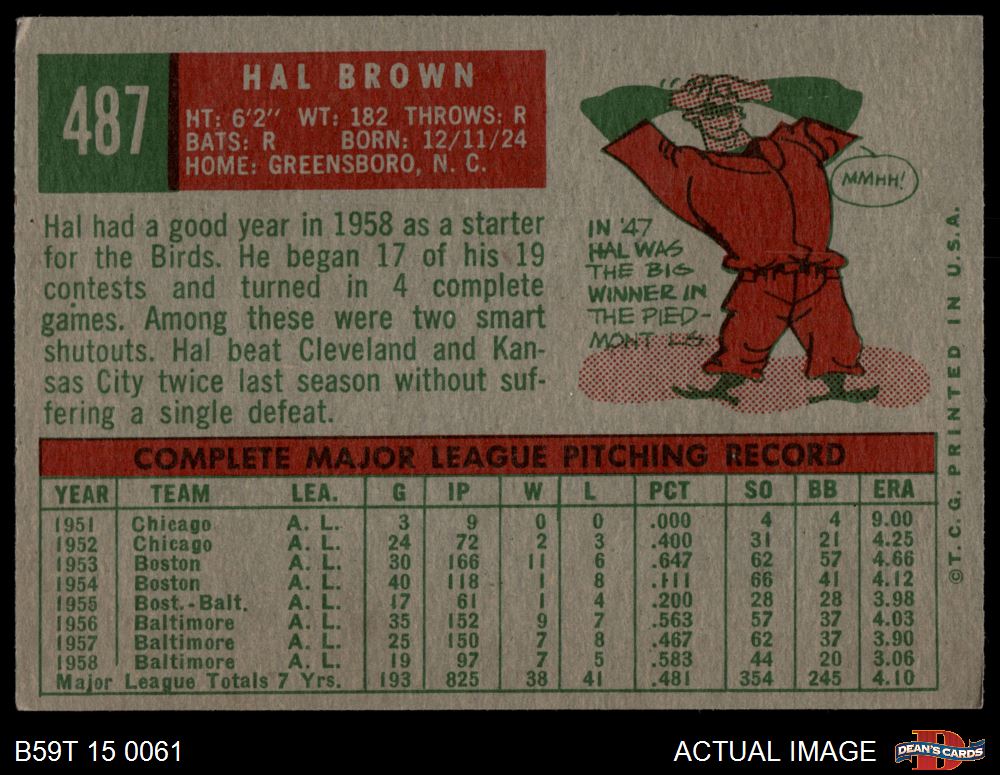 487
HAL BROWN
HT: 6'2" WT: 182 THROWS: R
BATS: R BORN: 12/11/24
HOME: GREENSBORO, N. C.
Hal had a good year in 1958 as a starter
for the Birds. He began 17 of his 19
contests and turned in 4 complete
games. Among these were two smart
shutouts. Hal beat Cleveland and Kan-
sas City twice last season without suf-
fering a single defeat.
MMHH!
IN '47
HAL WAS
THE BIG
WINNER IN
THE PIED-
MONT LG
©T. C. G. PRINTED IN U.S.A.
COMPLETE MAJOR LEAGUE PITCHING RECORD
YEAR TEAM LEA. G IP W L PCT SO BB ERA
1951 Chicago A. L. 3 9 0 0 .000 4 4 9.00
1952 Chicago A. L. 24 72 2 3 .400 31 21 4.25
1953 Boston A. L. 30 166 11 6 .647 62 57 4.66
1954 Boston A. L. 40 118 1 8 .111 66 41 4.12
1955 Bost.-Balt. A. L. 17 61 1 4 .200 28 28 3.98
1956 Baltimore A. L. 35 152 9 7 .563 57 37 4.03
1957 Baltimore A. L. 25 150 7 8 .467 62 37 3.90
1958 Baltimore A. L. 19 97 7 5 .583 44 20 3.06
Major League Totals 7 Yrs. 193 825 38 41 .481 354 245 4.10
B59T 15 0061
ACTUAL IMAGE
DEAN'S CARDS